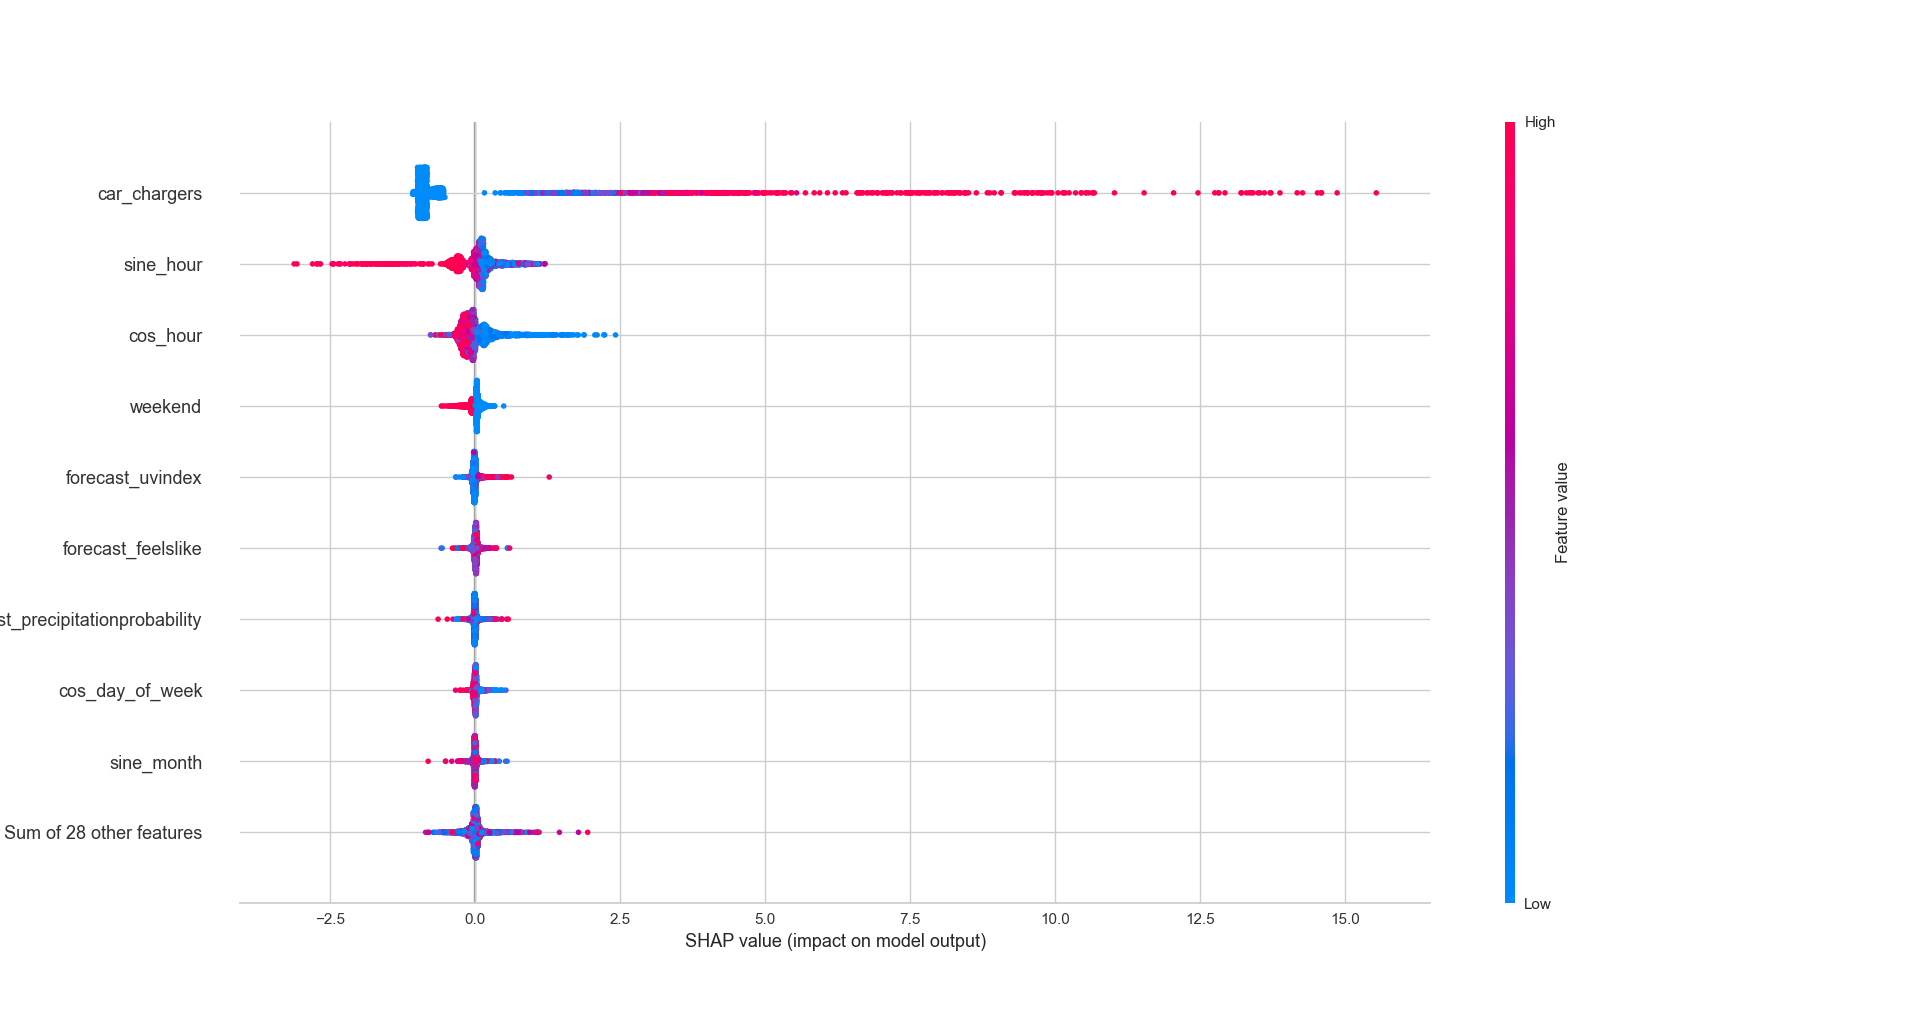 High
car_chargers
sine_hour
cos_hour
weekend
forecast_uvindex
forecast_feelslike
st_precipitationprobability
cos_day_of_week
sine_month
Sum of 28 other features
Feature value
Low
−2.5 0.0 2.5 5.0 7.5 10.0 12.5 15.0
SHAP value (impact on model output)